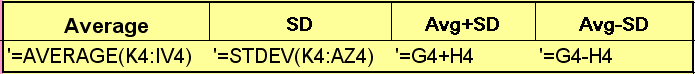 Average SD Avg+SD Avg-SD
'=AVERAGE(K4:IV4) '=STDEV(K4:AZ4) '=G4+H4 '=G4-H4